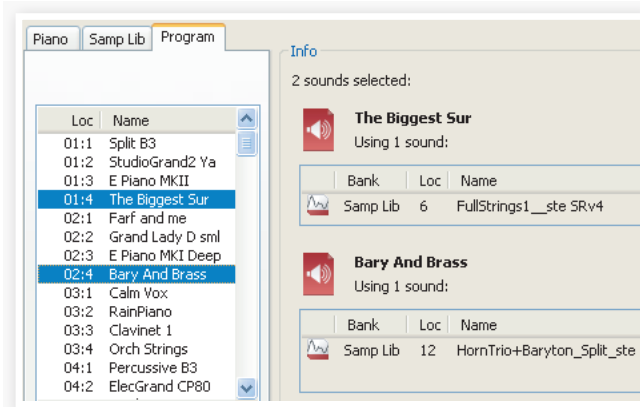 Piano Samp Lib Program
Loc Name
01:1 Split B3
01:2 StudioGrand2 Ya
01:3 E Piano MKII
01:4 The Biggest Sur
02:1 Farf and me
02:2 Grand Lady D sml
02:3 E Piano MKI Deep
02:4 Bary And Brass
03:1 Calm Vox
03:2 RainPiano
03:3 Clavinet 1
03:4 Orch Strings
04:1 Percussive B3
04:2 ElecGrand CP80
Info
2 sounds selected:
The Biggest Sur
Using 1 sound:
Bank Loc Name
Samp Lib 6 FullStrings1__ste SRv4
Bary And Brass
Using 1 sound:
Bank Loc Name
Samp Lib 12 HornTrio+Baryton_Split_ste